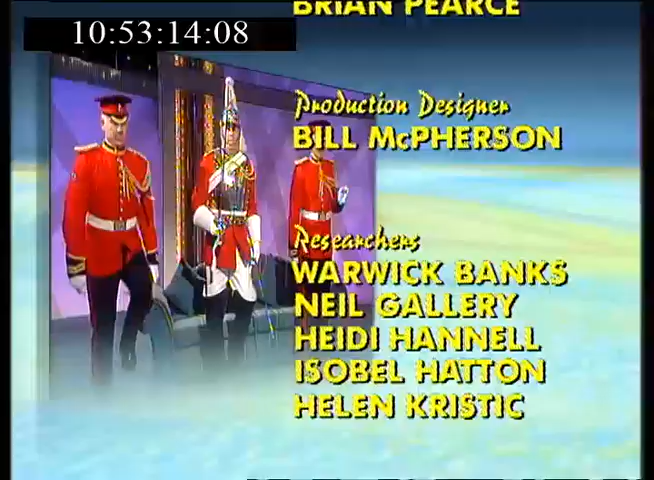 BRIAN PEARCE
10:53:14:08
Production Designer
BILL McPHERSON
Researchers
WARWICK BANKS
NEIL GALLERY
HEIDI HANNELL
ISOBEL HATTON
HELEN KRISTIC